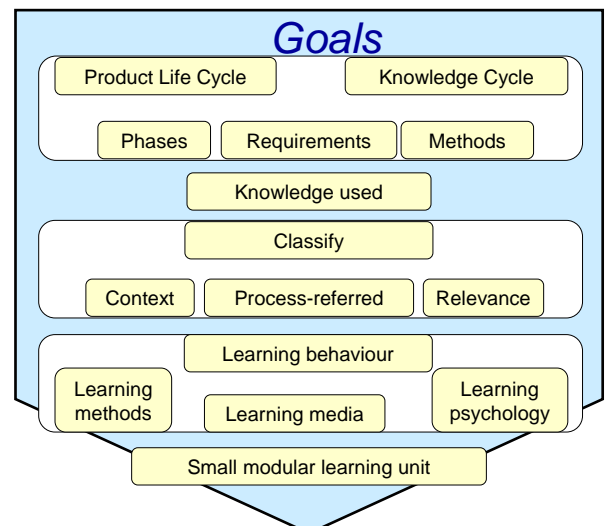 Goals
Product Life Cycle
Knowledge Cycle
Phases
Requirements
Methods
Knowledge used
Classify
Context
Process-referred
Relevance
Learning behaviour
Learning
methods
Learning media
Learning
psychology
Small modular learning unit